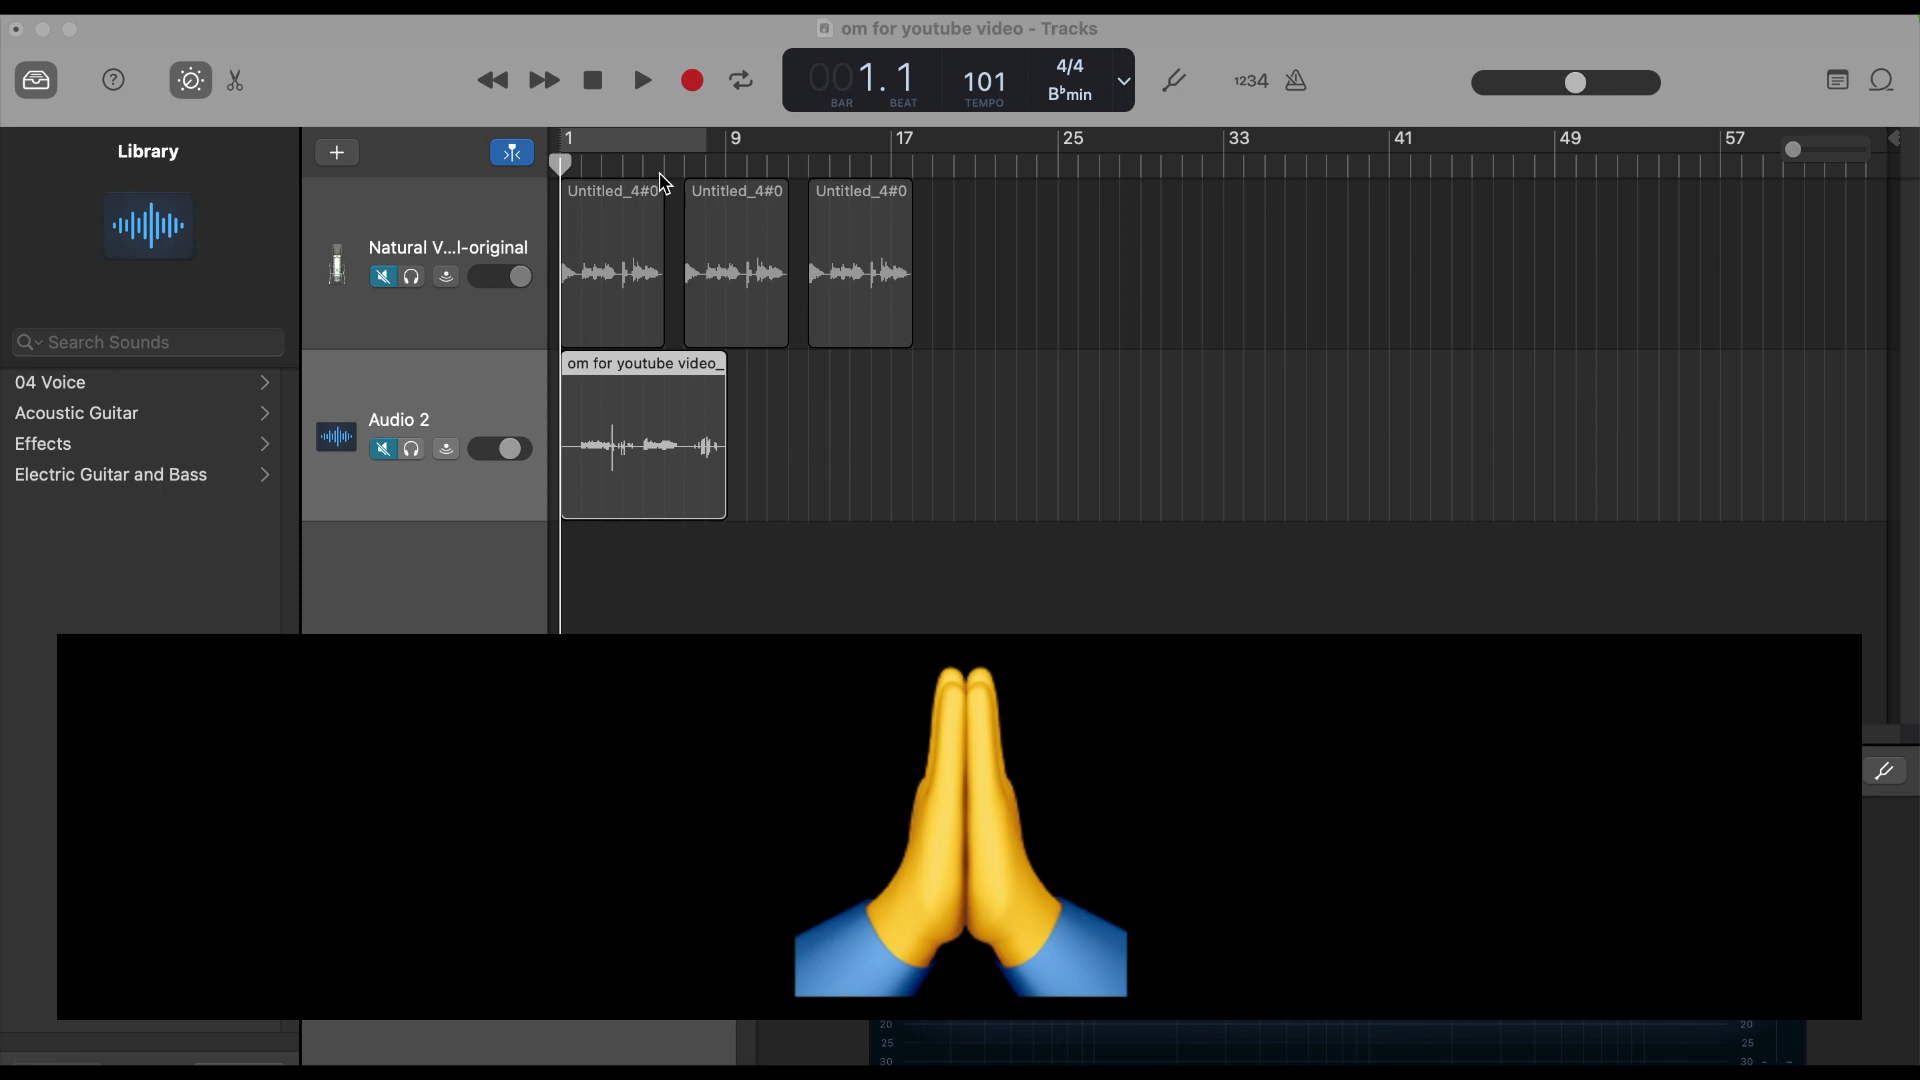 om for youtube video - Tracks
001. 1
BAR
BEAT
101
TEMPO
4/4
B♭min
1234
Library
1
9
17
25
33
41
49
57
Untitled_4#0
Untitled_4#0
Untitled_4#0
Natural V...l-original
Search Sounds
om for youtube video_
04 Voice
Acoustic Guitar
Audio 2
Effects
Electric Guitar and Bass
20
20
25
25
30
30